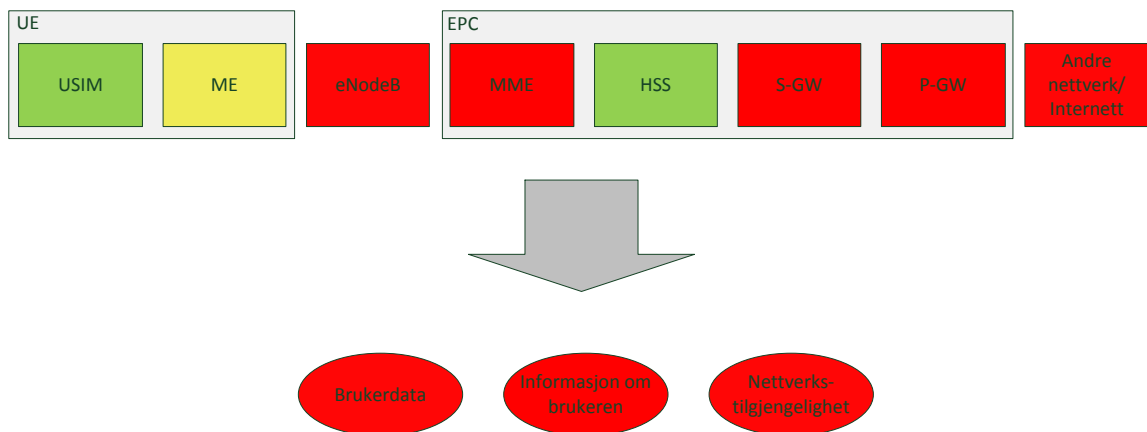 UE
EPC
USIM
ME
eNodeB
MME
HSS
S-GW
P-GW
Andre
nettverk/
Internett
Brukerdata
Informasjon om
brukeren
Nettverks-
tilgjengelighet